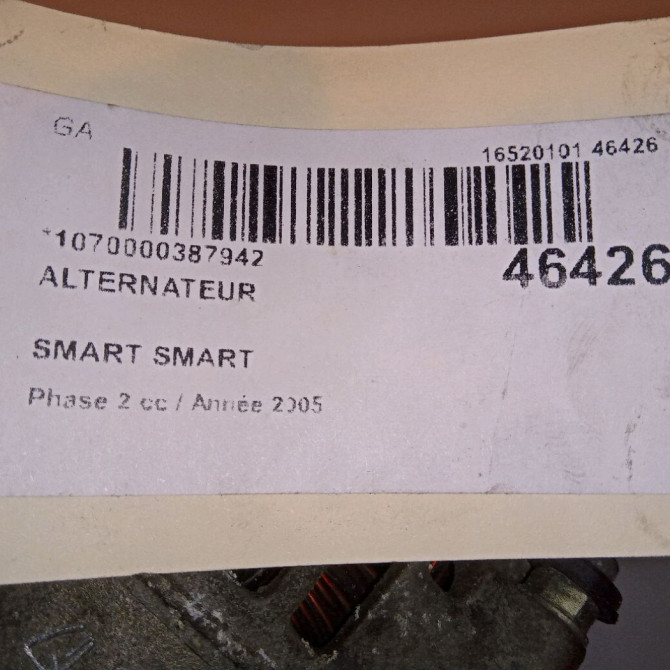 GA
16520101 46426
*1070000387942
46426
ALTERNATEUR
SMART SMART
Phase 2 cc / Année 2005